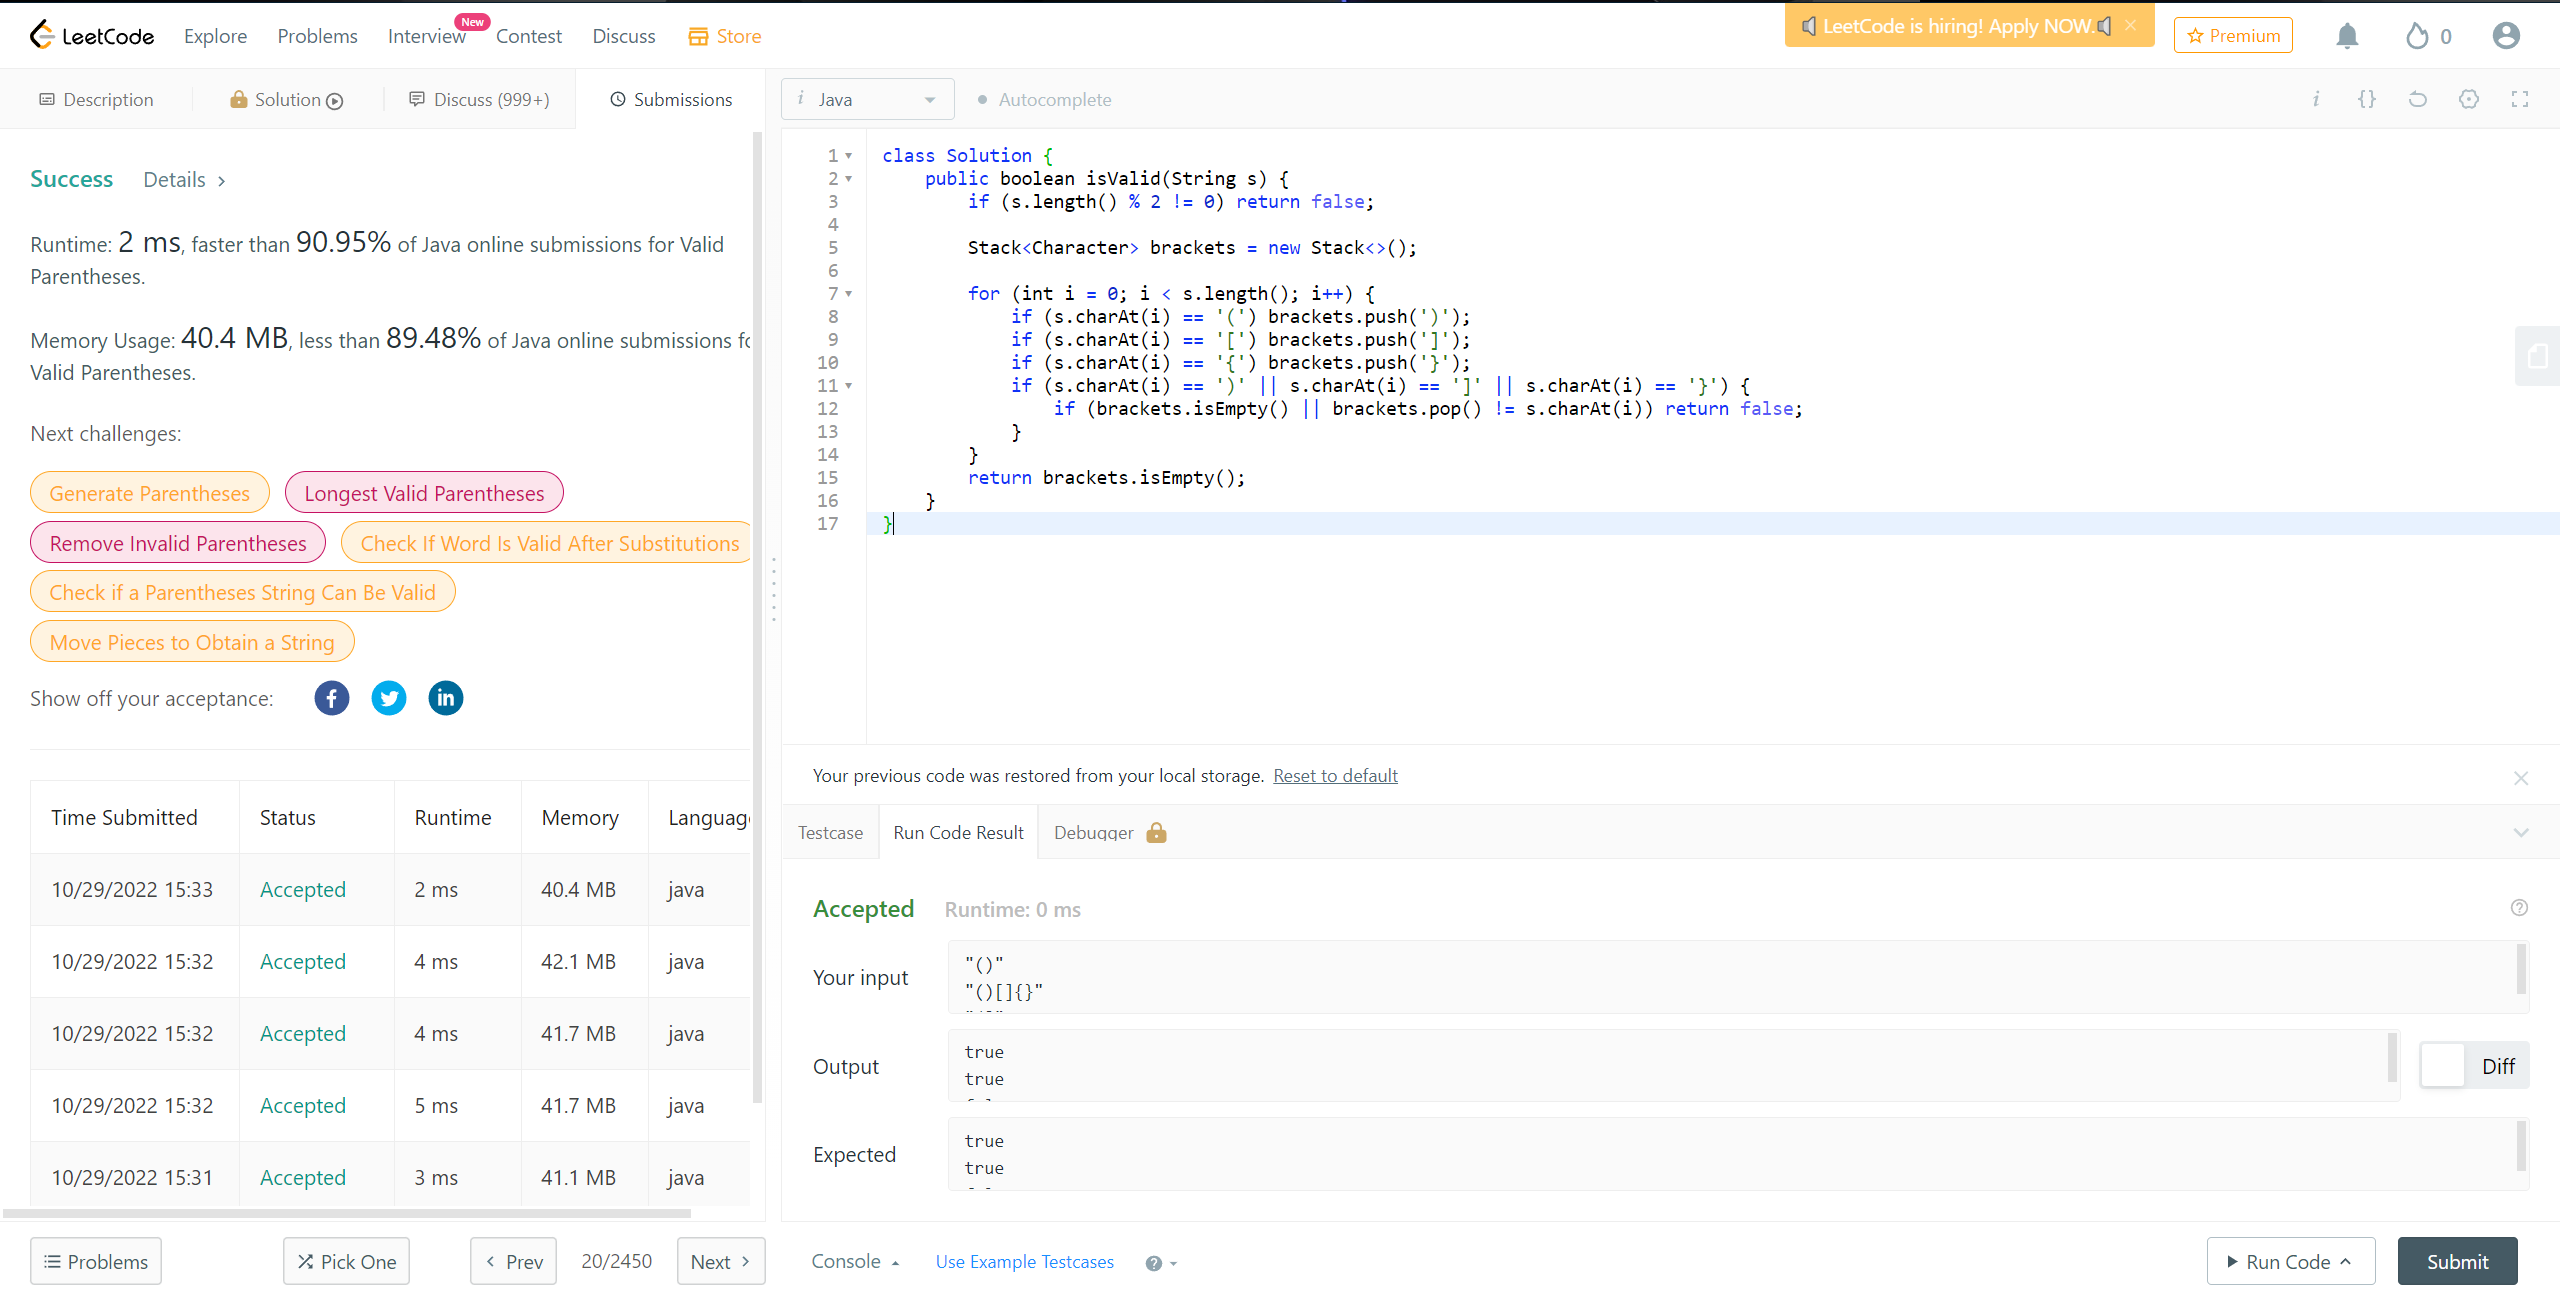 LeetCode Explore Problems Interview New Contest Discuss Store LeetCode is hiring! Apply NOW. Premium 0
Description Solution Discuss (999+) Submissions
Success Details
Runtime: 2 ms, faster than 90.95% of Java online submissions for Valid
Parentheses.
Memory Usage: 40.4 MB, less than 89.48% of Java online submissions
Valid Parentheses.
Next challenges:
Generate Parentheses Longest Valid Parentheses
Remove Invalid Parentheses Check If Word Is Valid After Substitutions
Check if a Parentheses String Can Be Valid
Move Pieces to Obtain a String
Show off your acceptance:
Time Submitted Status Runtime Memory Languag
10/29/2022 15:33 Accepted 2 ms 40.4 MB java
10/29/2022 15:32 Accepted 4 ms 42.1 MB java
10/29/2022 15:32 Accepted 4 ms 41.7 MB java
10/29/2022 15:32 Accepted 5 ms 41.7 MB java
10/29/2022 15:31 Accepted 3 ms 41.1 MB java
Problems Pick One Prev 20/2450 Next
i Java Autocomplete i {}
1 class Solution {
2 public boolean isValid(String s) {
3 if (s.length() % 2 != 0) return false;
4
5 Stack<Character> brackets = new Stack<>();
6
7 for (int i = 0; i < s.length(); i++) {
8 if (s.charAt(i) == '(') brackets.push(')');
9 if (s.charAt(i) == '[') brackets.push(']');
10 if (s.charAt(i) == '{') brackets.push('}');
11 if (s.charAt(i) == ')' || s.charAt(i) == ']' || s.charAt(i) == '}') {
12 if (brackets.isEmpty() || brackets.pop() != s.charAt(i)) return false;
13 }
14 }
15 return brackets.isEmpty();
16 }
17 }
Your previous code was restored from your local storage. Reset to default
Testcase Run Code Result Debugger
Accepted Runtime: 0 ms
Your input
"()"
"()[]{}"
Output
true
true
Diff
Expected
true
true
Console Use Example Testcases Run Code Submit